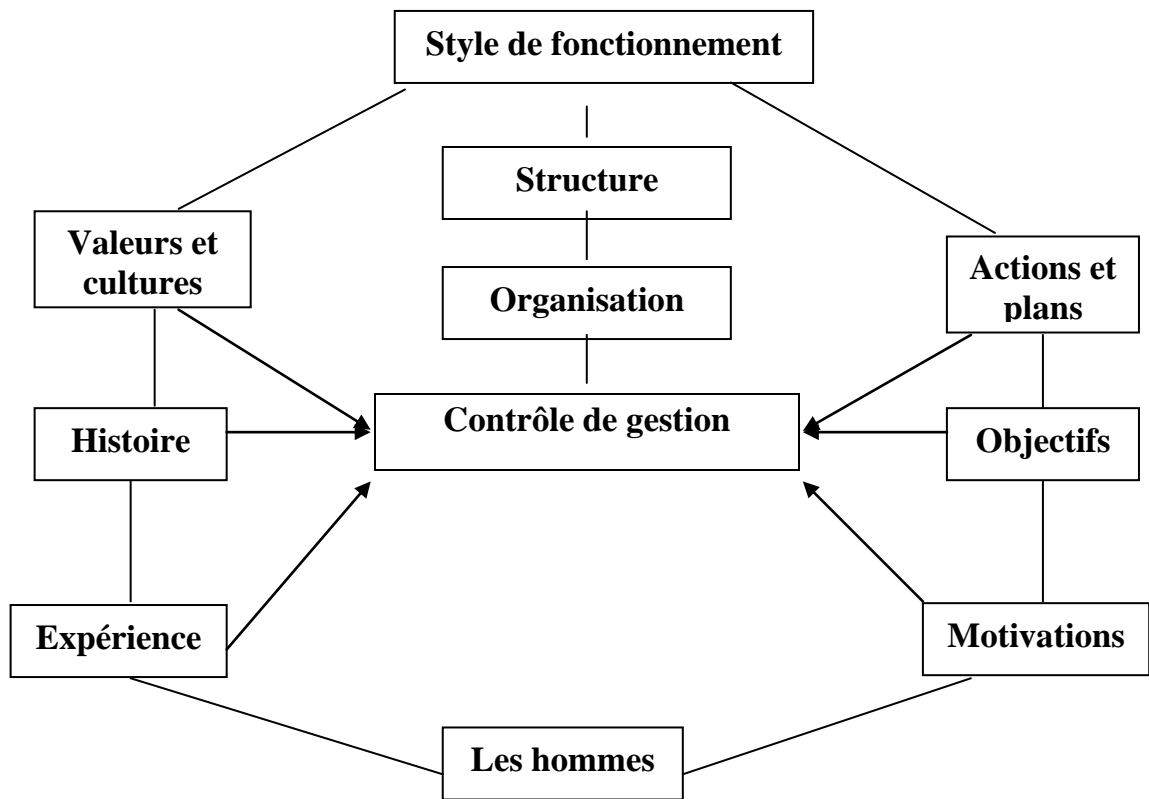 Style de fonctionnement
Structure
Valeurs et
cultures
Actions et
plans
Organisation
Contrôle de gestion
Histoire
Objectifs
Expérience
Motivations
Les hommes